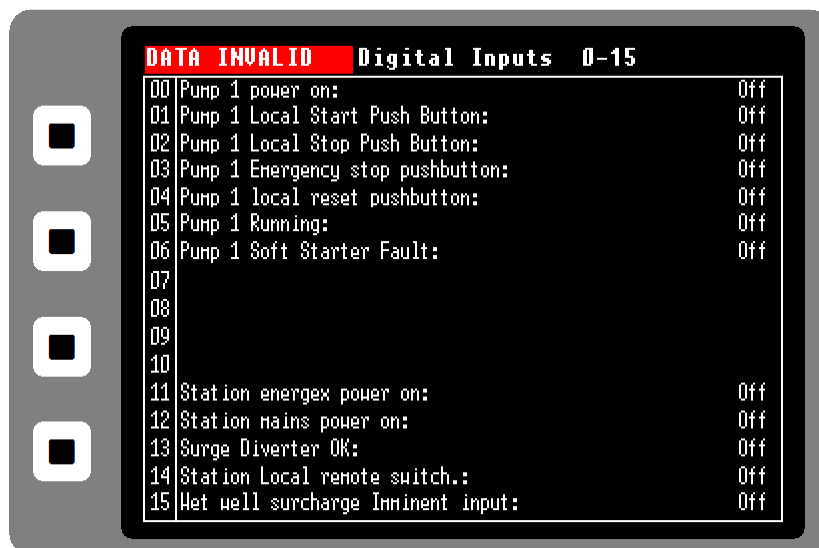 DATA INVALID Digital Inputs 0-15
00 Pump 1 power on: Off
01 Pump 1 Local Start Push Button: Off
02 Pump 1 Local Stop Push Button: Off
03 Pump 1 Emergency stop pushbutton: Off
04 Pump 1 local reset pushbutton: Off
05 Pump 1 Running: Off
06 Pump 1 Soft Starter Fault: Off
07
08
09
10
11 Station energex power on: Off
12 Station mains power on: Off
13 Surge Diverter OK: Off
14 Station Local remote switch.: Off
15 Wet well surcharge Imminent input: Off